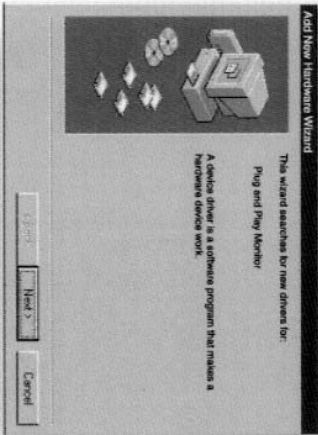 Add New Hardware Wizard
This wizard searches for new drivers for:
Plug and Play Monitor
A device driver is a software program that makes a
hardware device work.
< Back
Next >
Cancel